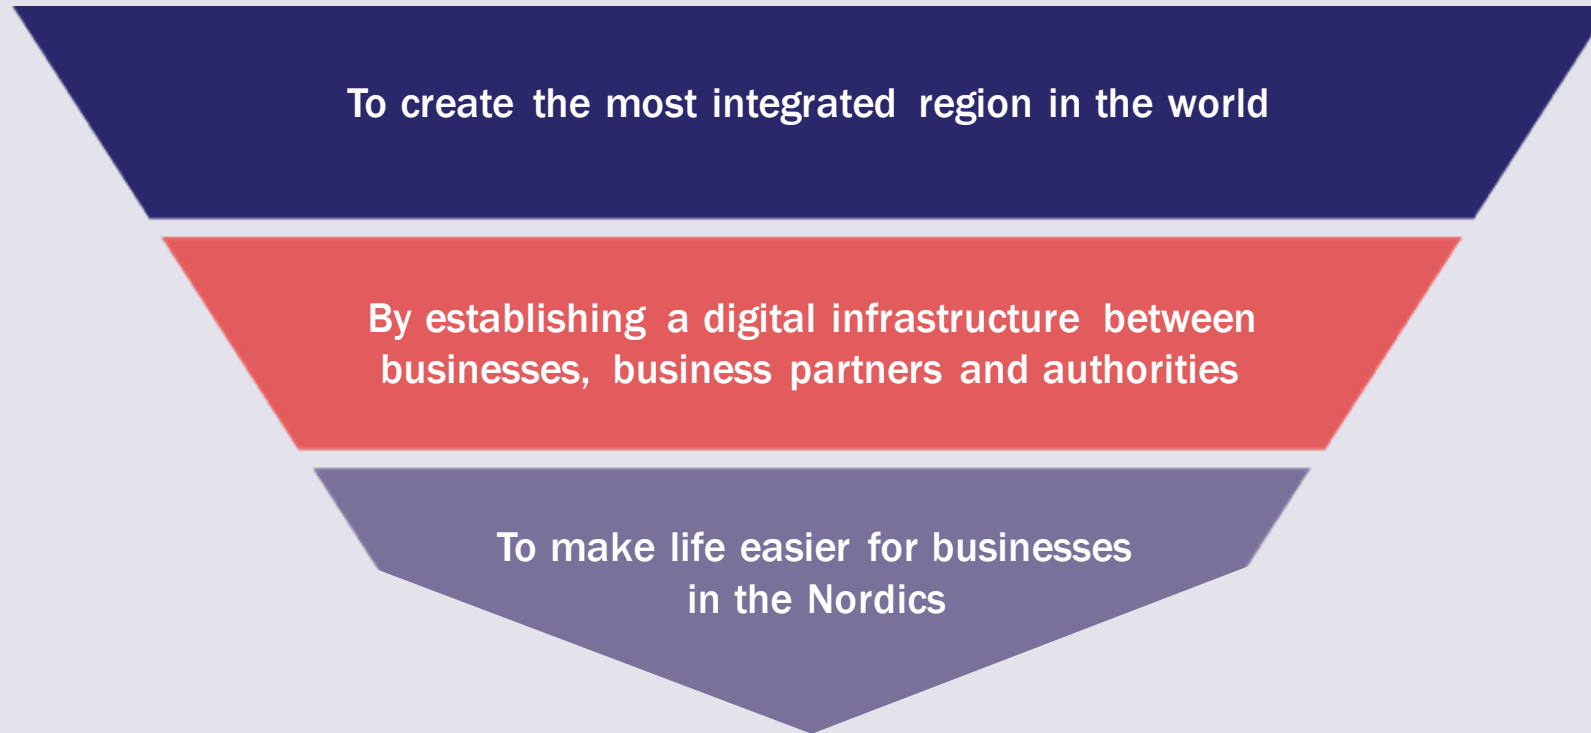 To create the most integrated region in the world
By establishing a digital infrastructure between
businesses, business partners and authorities
To make life easier for businesses
in the Nordics